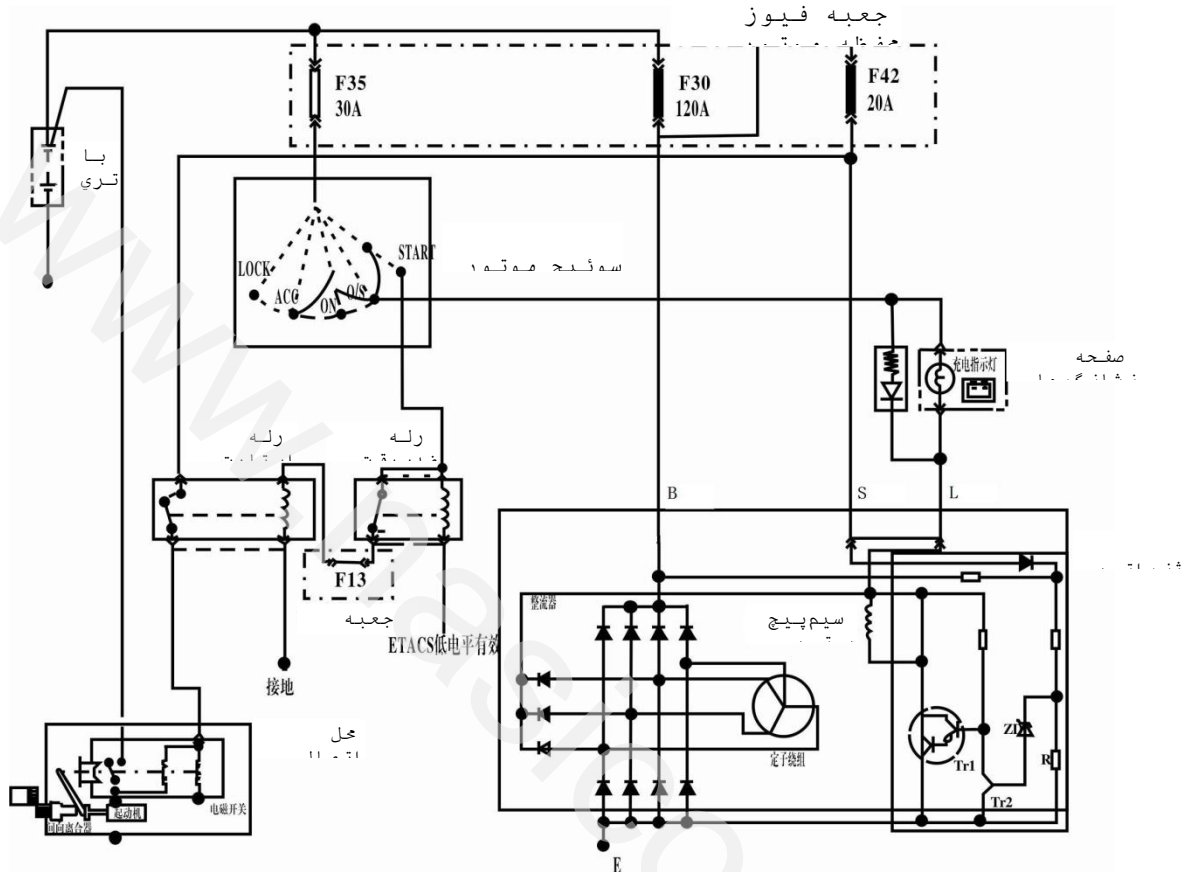 جعبه فیوز
F35
30A
F30
120A
F42
20A
با
تري
START
LOCK
ACC
ON
O/S
سوئیچ موتور
充电指示灯
صفحه
رله
رله
B
S
L
F13
جعبه
ETACS低电平有效
接地
整流器
سیم‌پیچ
定子绕组
ZD
Tr1
R
Tr2
محل
电磁开关
起动机
E
www.nasico